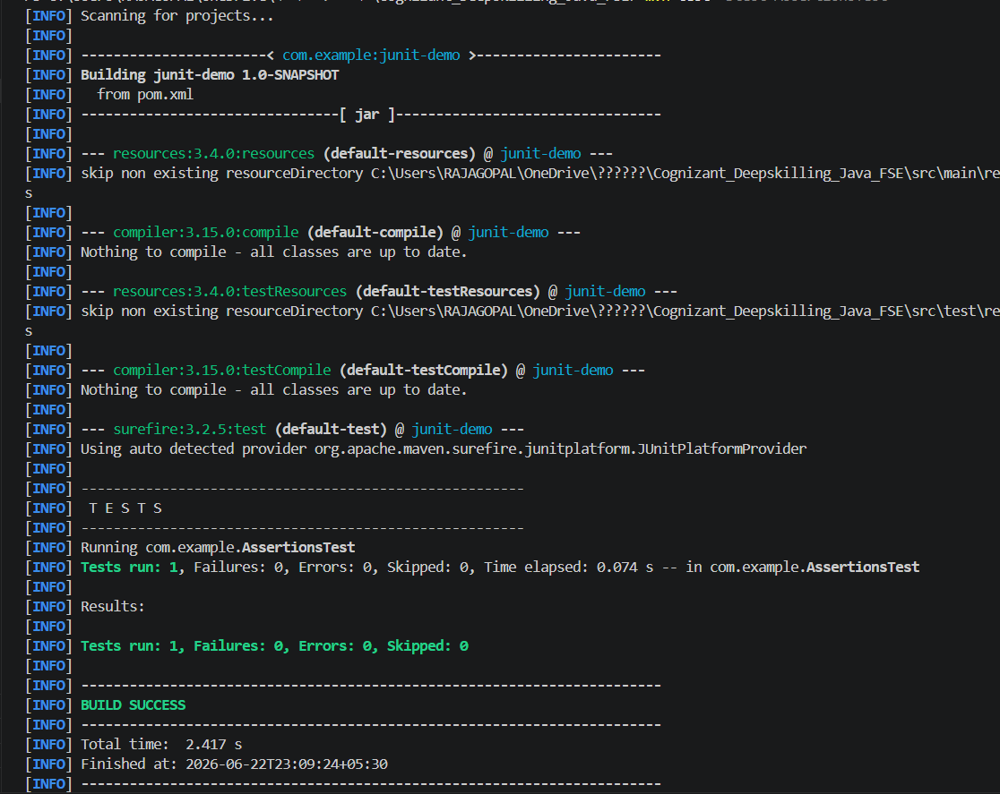 [INFO] Scanning for projects...
[INFO]
[INFO] -----------------------< com.example:junit-demo >-----------------------
[INFO] Building junit-demo 1.0-SNAPSHOT
[INFO]   from pom.xml
[INFO] --------------------------------[ jar ]---------------------------------
[INFO]
[INFO] --- resources:3.4.0:resources (default-resources) @ junit-demo ---
[INFO] skip non existing resourceDirectory C:\Users\RAJAGOPAL\OneDrive\??????\Cognizant_Deepskilling_Java_FSE\src\main\re
s
[INFO]
[INFO] --- compiler:3.15.0:compile (default-compile) @ junit-demo ---
[INFO] Nothing to compile - all classes are up to date.
[INFO]
[INFO] --- resources:3.4.0:testResources (default-testResources) @ junit-demo ---
[INFO] skip non existing resourceDirectory C:\Users\RAJAGOPAL\OneDrive\??????\Cognizant_Deepskilling_Java_FSE\src\test\re
s
[INFO]
[INFO] --- compiler:3.15.0:testCompile (default-testCompile) @ junit-demo ---
[INFO] Nothing to compile - all classes are up to date.
[INFO]
[INFO] --- surefire:3.2.5:test (default-test) @ junit-demo ---
[INFO] Using auto detected provider org.apache.maven.surefire.junitplatform.JUnitPlatformProvider
[INFO]
[INFO] -------------------------------------------------------
[INFO]  T E S T S
[INFO] -------------------------------------------------------
[INFO] Running com.example.AssertionsTest
[INFO] Tests run: 1, Failures: 0, Errors: 0, Skipped: 0, Time elapsed: 0.074 s -- in com.example.AssertionsTest
[INFO]
[INFO] Results:
[INFO]
[INFO] Tests run: 1, Failures: 0, Errors: 0, Skipped: 0
[INFO]
[INFO] ------------------------------------------------------------------------
[INFO] BUILD SUCCESS
[INFO] ------------------------------------------------------------------------
[INFO] Total time:  2.417 s
[INFO] Finished at: 2026-06-22T23:09:24+05:30
[INFO] ------------------------------------------------------------------------